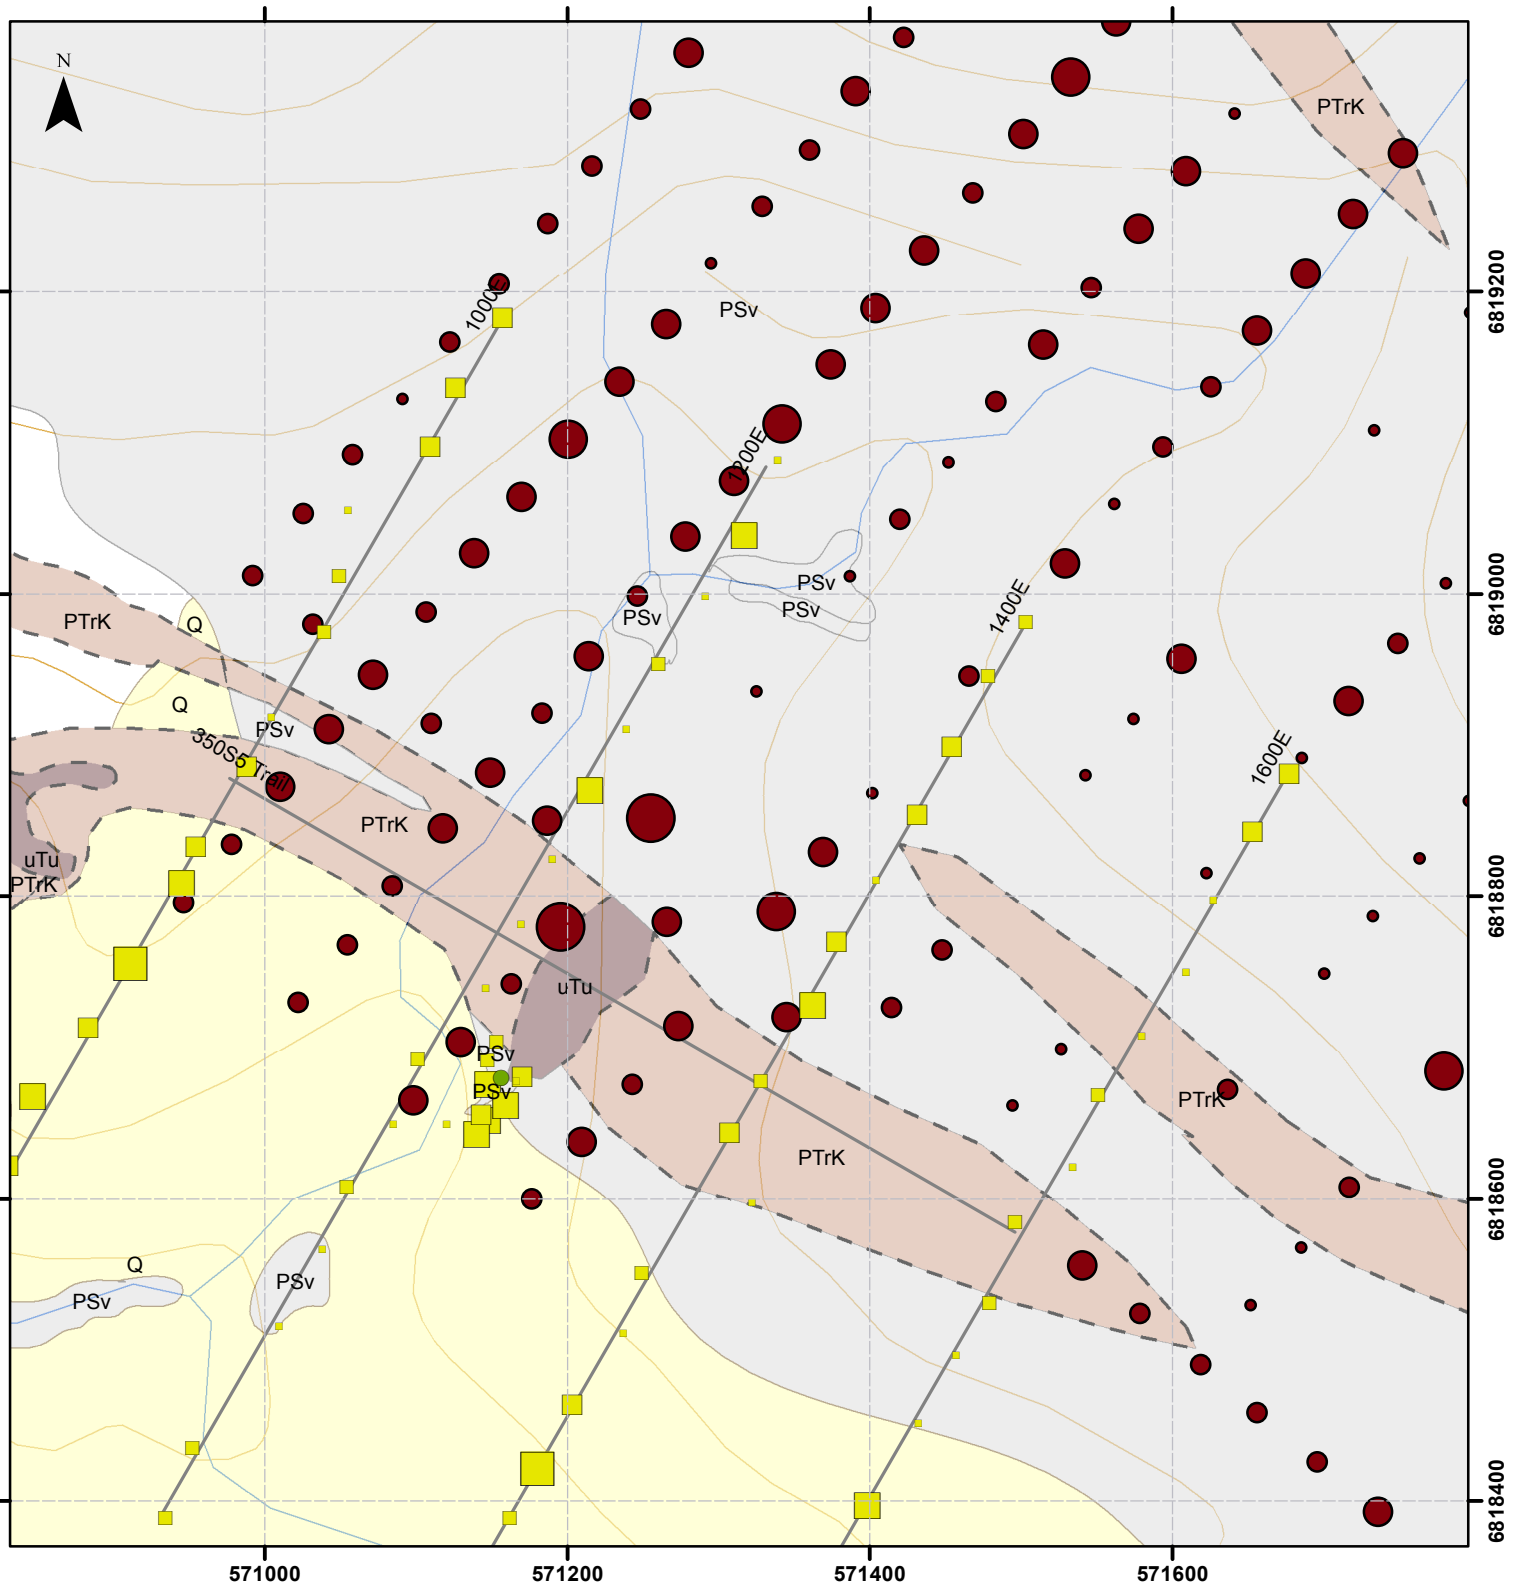 N
PTrK
1000E
PSv
6819200
1200E
PSv
PSv
PSv
1400E
6819000
PTrK
Q
Q
PSv
350S5 Trail
1600E
PTrK
uTu
PTrK
6818800
uTu
PSv
PSv
PTrK
PTrK
6818600
Q
PSv
PSv
6818400
571000
571200
571400
571600